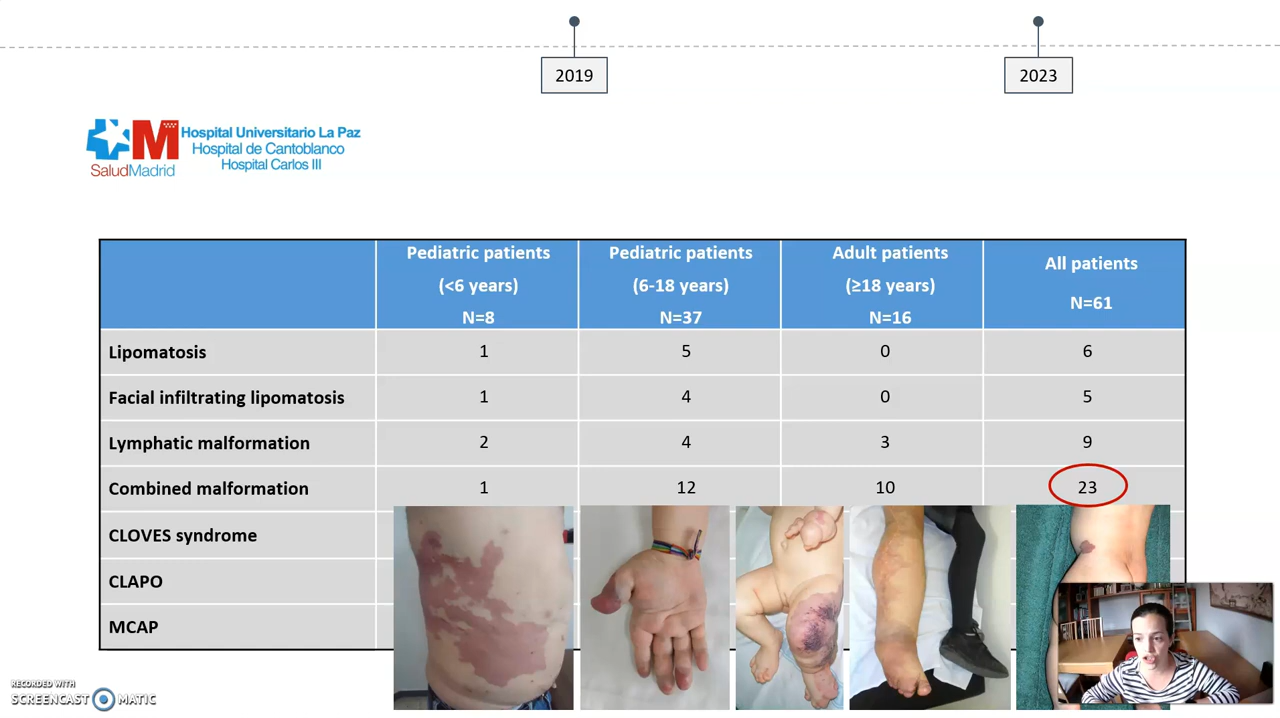 2019
2023
M
Hospital Universitario La Paz
Hospital de Cantoblanco
Hospital Carlos III
SaludMadrid
Pediatric patients (<6 years) N=8
Pediatric patients (6-18 years) N=37
Adult patients (≥18 years) N=16
All patients N=61
Lipomatosis 1 5 0 6
Facial infiltrating lipomatosis 1 4 0 5
Lymphatic malformation 2 4 3 9
Combined malformation 1 12 10 23
CLOVES syndrome
CLAPO
MCAP
RECORDED WITH
SCREENCAST MATIC